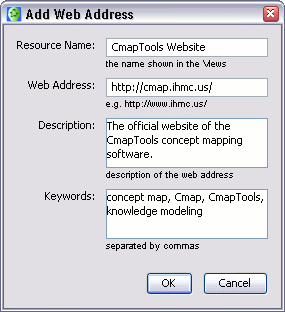 Add Web Address
Resource Name: CmapTools Website
the name shown in the Views
Web Address: http://cmap.ihmc.us/
e.g. http://www.ihmc.us/
Description: The official website of the
CmapTools concept mapping
software.
description of the web address
Keywords: concept map, Cmap, CmapTools,
knowledge modeling
separated by commas
OK Cancel